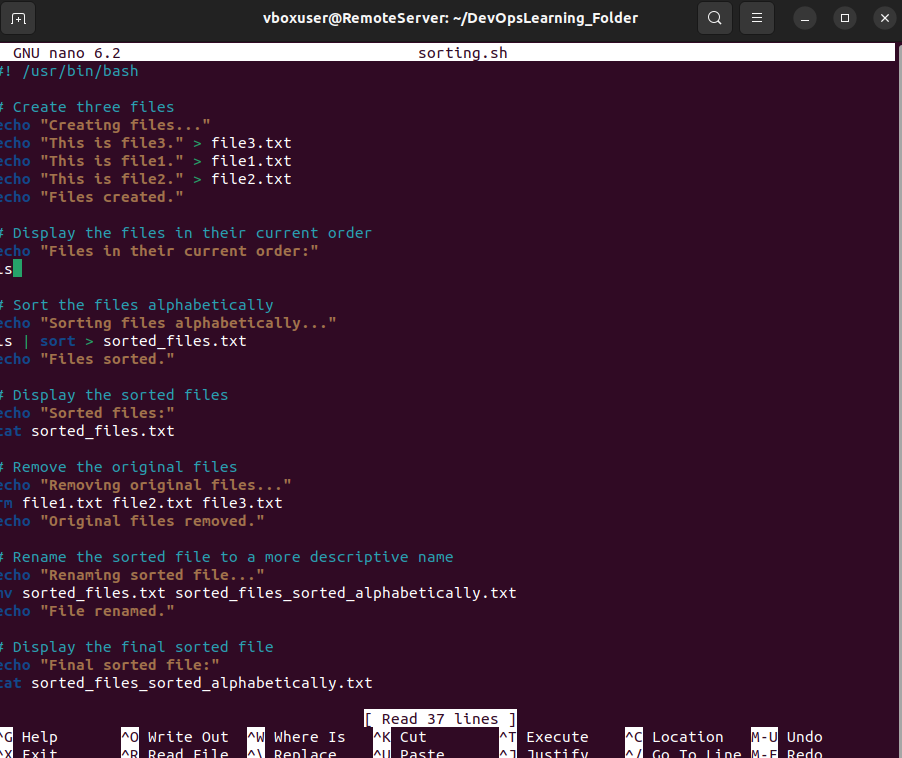 vboxuser@RemoteServer: ~/DevOpsLearning_Folder
GNU nano 6.2 sorting.sh
#! /usr/bin/bash
# Create three files
echo "Creating files..."
echo "This is file3." > file3.txt
echo "This is file1." > file1.txt
echo "This is file2." > file2.txt
echo "Files created."
# Display the files in their current order
echo "Files in their current order:"
ls
# Sort the files alphabetically
echo "Sorting files alphabetically..."
ls | sort > sorted_files.txt
echo "Files sorted."
# Display the sorted files
echo "Sorted files:"
cat sorted_files.txt
# Remove the original files
echo "Removing original files..."
rm file1.txt file2.txt file3.txt
echo "Original files removed."
# Rename the sorted file to a more descriptive name
echo "Renaming sorted file..."
mv sorted_files.txt sorted_files_sorted_alphabetically.txt
echo "File renamed."
# Display the final sorted file
echo "Final sorted file:"
cat sorted_files_sorted_alphabetically.txt
[ Read 37 lines ]
^G Help ^O Write Out ^W Where Is ^K Cut ^T Execute ^C Location M-U Undo
^X Exit ^R Read File ^\ Replace ^U Paste ^J Justify ^/ Go To Line M-E Redo